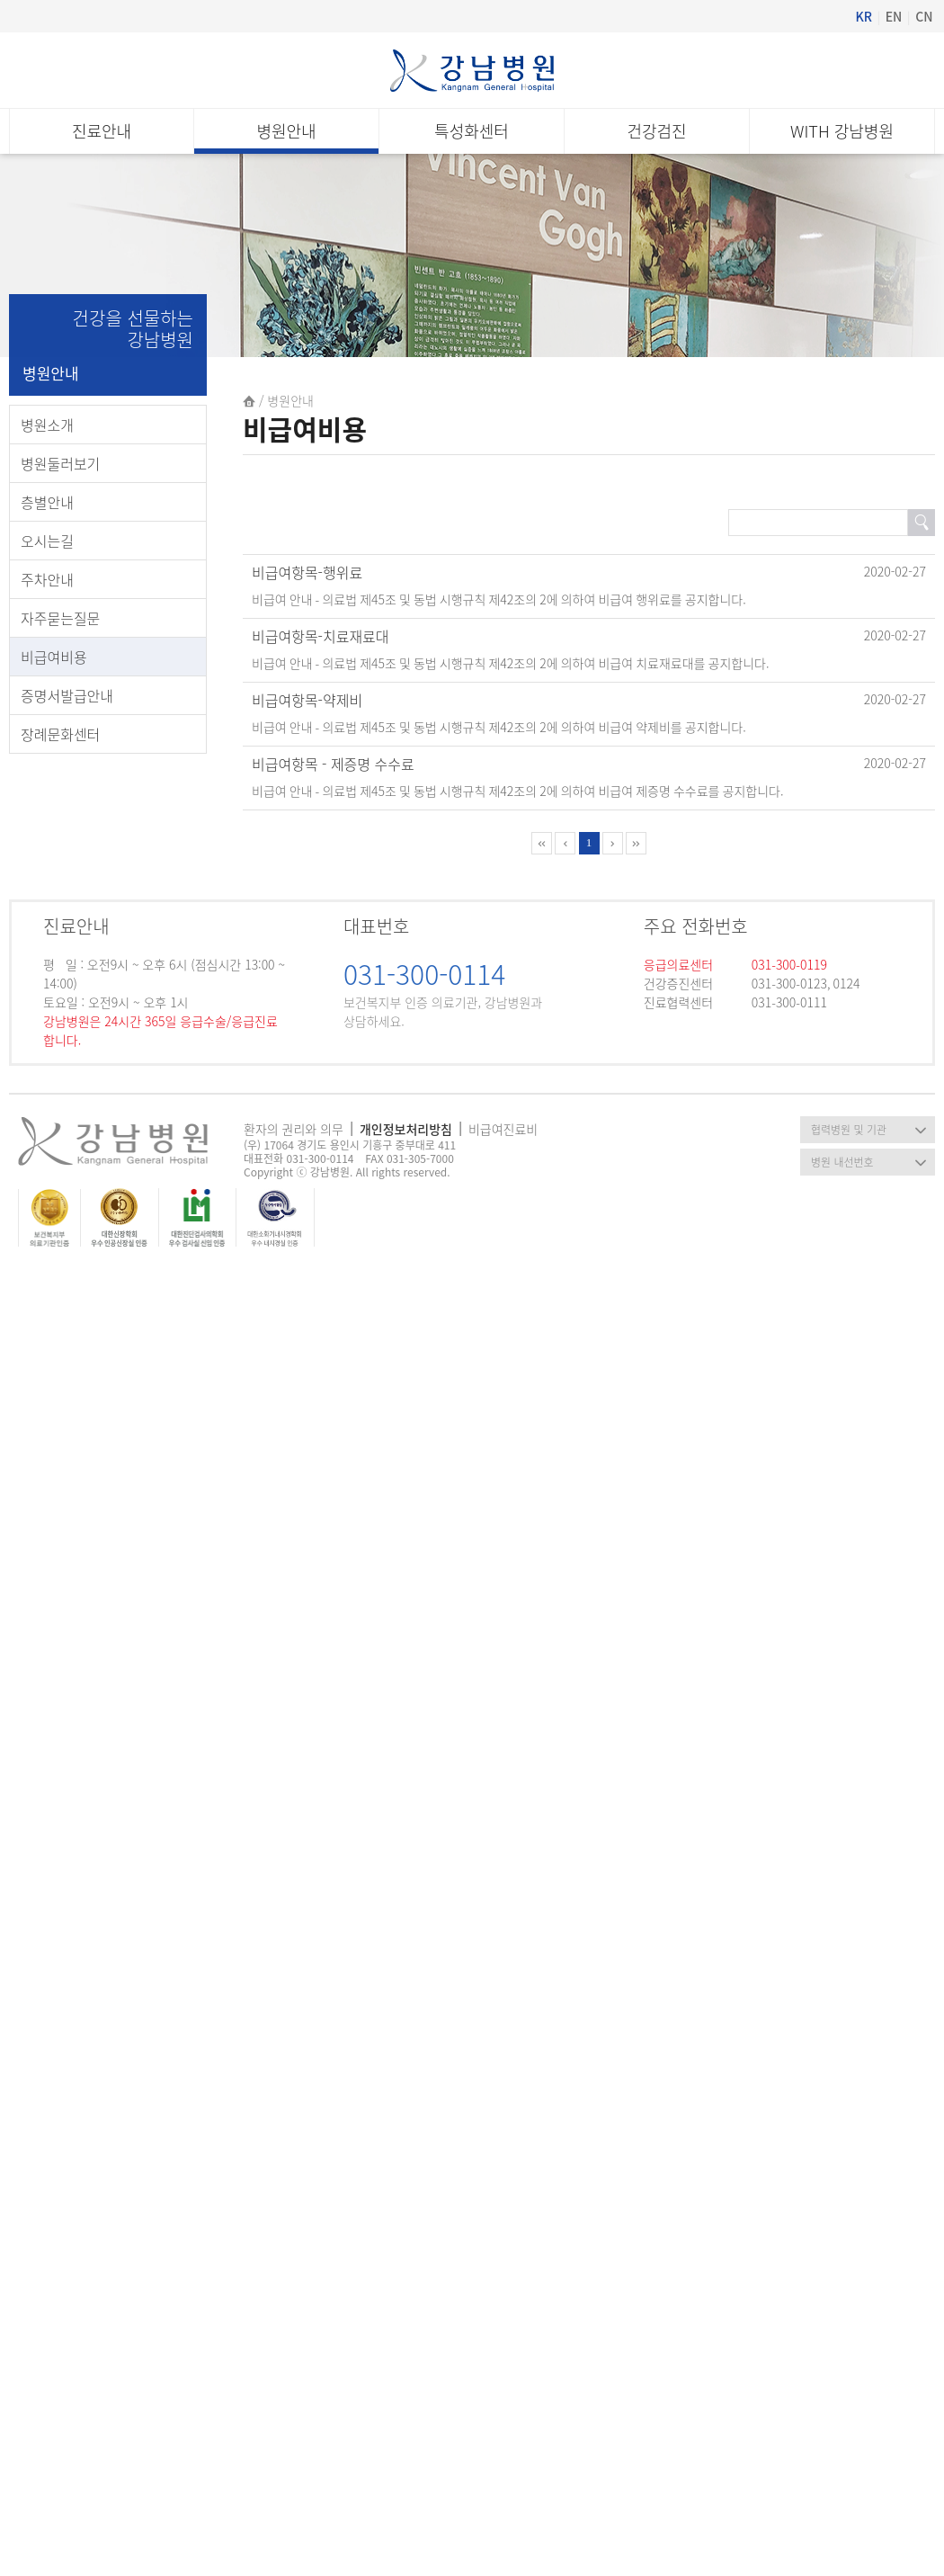 KR
EN
CN
강남병원
Kangnam General Hospital
진료안내
병원안내
특성화센터
건강검진
WITH 강남병원
Vincent Van
Gogh
빈센트 반 고흐 (1853~1890)
건강을 선물하는
강남병원
병원안내
병원소개
병원둘러보기
층별안내
오시는길
주차안내
자주묻는질문
비급여비용
증명서발급안내
장례문화센터
/ 병원안내
비급여비용
비급여항목-행위료
2020-02-27
비급여 안내 - 의료법 제45조 및 동법 시행규칙 제42조의 2에 의하여 비급여 행위료를 공지합니다.
비급여항목-치료재료대
2020-02-27
비급여 안내 - 의료법 제45조 및 동법 시행규칙 제42조의 2에 의하여 비급여 치료재료대를 공지합니다.
비급여항목-약제비
2020-02-27
비급여 안내 - 의료법 제45조 및 동법 시행규칙 제42조의 2에 의하여 비급여 약제비를 공지합니다.
비급여항목 - 제증명 수수료
2020-02-27
비급여 안내 - 의료법 제45조 및 동법 시행규칙 제42조의 2에 의하여 비급여 제증명 수수료를 공지합니다.
‹‹ ‹ 1 › ››
진료안내
평 일 : 오전9시 ~ 오후 6시 (점심시간 13:00 ~
14:00)
토요일 : 오전9시 ~ 오후 1시
강남병원은 24시간 365일 응급수술/응급진료
합니다.
대표번호
031-300-0114
보건복지부 인증 의료기관, 강남병원과
상담하세요.
주요 전화번호
응급의료센터 031-300-0119
건강증진센터 031-300-0123, 0124
진료협력센터 031-300-0111
강남병원
Kangnam General Hospital
환자의 권리와 의무 | 개인정보처리방침 | 비급여진료비
(우) 17064 경기도 용인시 기흥구 중부대로 411
대표전화 031-300-0114 FAX 031-305-7000
Copyright ⓒ 강남병원. All rights reserved.
협력병원 및 기관
병원 내선번호
보건복지부
의료기관인증
대한신장학회
우수 인공신장실 인증
대한진단검사의학회
우수 검사실 신임 인증
대한소화기내시경학회
우수 내시경실 인증